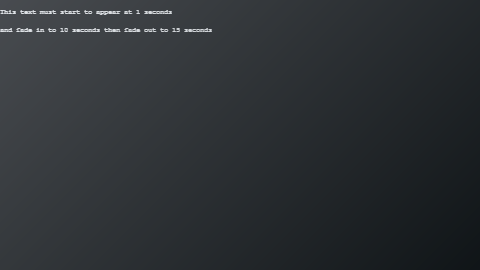 This text must start to appear at 1 seconds
and fade in to 10 seconds then fade out to 15 seconds